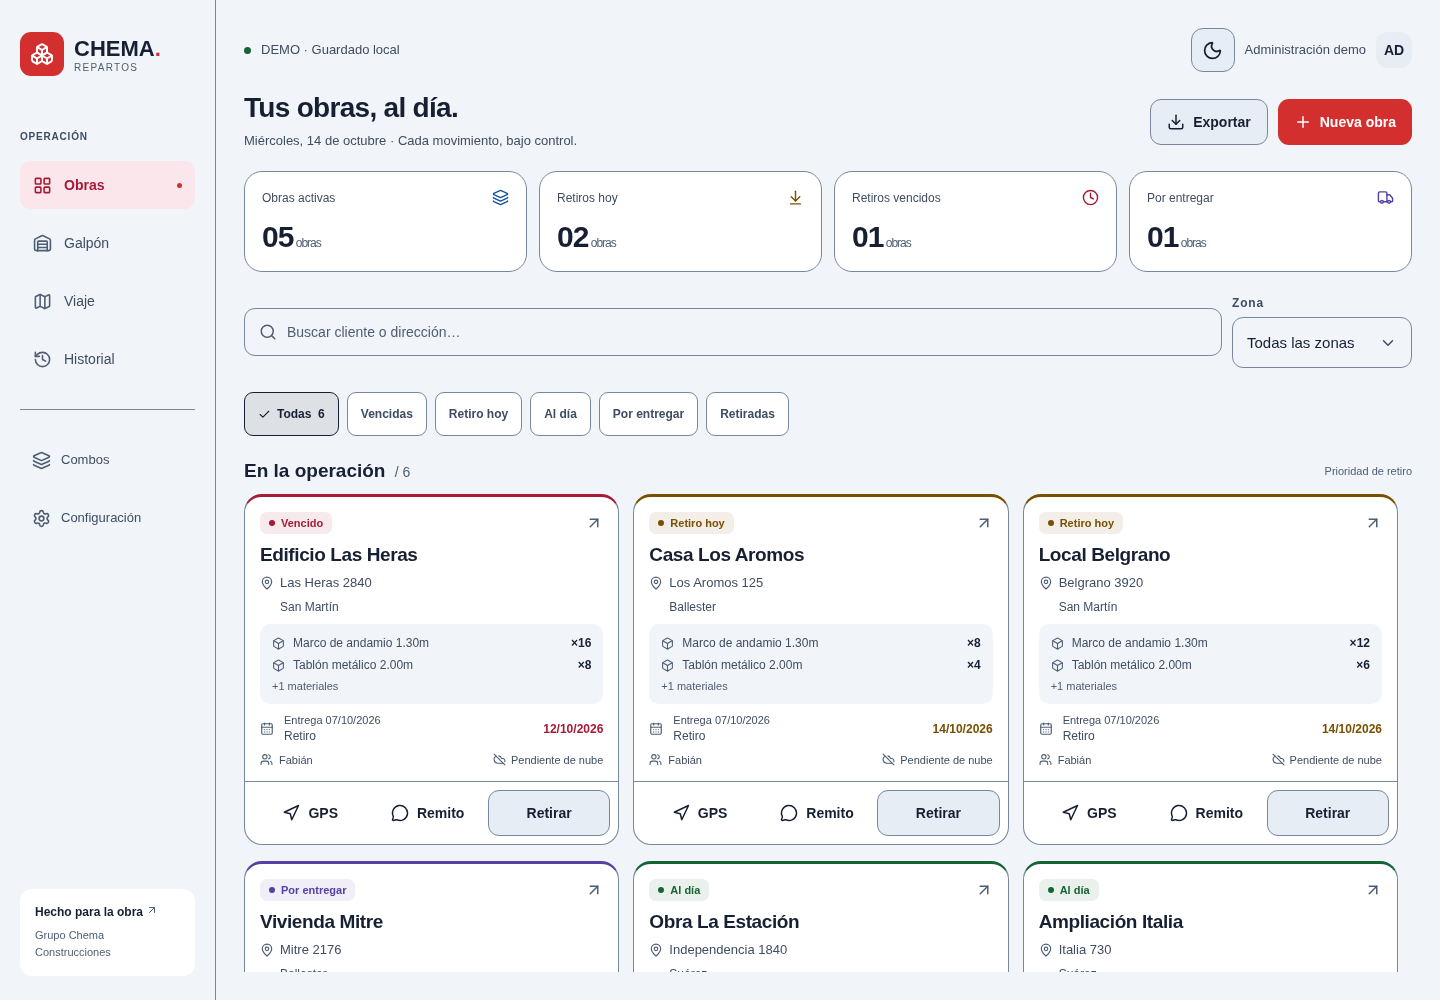 CHEMA.
REPARTOS
OPERACIÓN
Obras
Galpón
Viaje
Historial
Combos
Configuración
Hecho para la obra
Grupo Chema
Construcciones
DEMO · Guardado local
Administración demo
AD
Tus obras, al día.
Miércoles, 14 de octubre · Cada movimiento, bajo control.
Exportar
Nueva obra
Obras activas
05 obras
Retiros hoy
02 obras
Retiros vencidos
01 obras
Por entregar
01 obras
Buscar cliente o dirección…
Zona
Todas las zonas
Todas 6
Vencidas
Retiro hoy
Al día
Por entregar
Retiradas
En la operación / 6
Prioridad de retiro
Vencido
Edificio Las Heras
Las Heras 2840
San Martín
Marco de andamio 1.30m ×16
Tablón metálico 2.00m ×8
+1 materiales
Entrega 07/10/2026
Retiro 12/10/2026
Fabián
Pendiente de nube
GPS
Remito
Retirar
Retiro hoy
Casa Los Aromos
Los Aromos 125
Ballester
Marco de andamio 1.30m ×8
Tablón metálico 2.00m ×4
+1 materiales
Entrega 07/10/2026
Retiro 14/10/2026
Fabián
Pendiente de nube
GPS
Remito
Retirar
Retiro hoy
Local Belgrano
Belgrano 3920
San Martín
Marco de andamio 1.30m ×12
Tablón metálico 2.00m ×6
+1 materiales
Entrega 07/10/2026
Retiro 14/10/2026
Fabián
Pendiente de nube
GPS
Remito
Retirar
Por entregar
Vivienda Mitre
Mitre 2176
Al día
Obra La Estación
Independencia 1840
Al día
Ampliación Italia
Italia 730